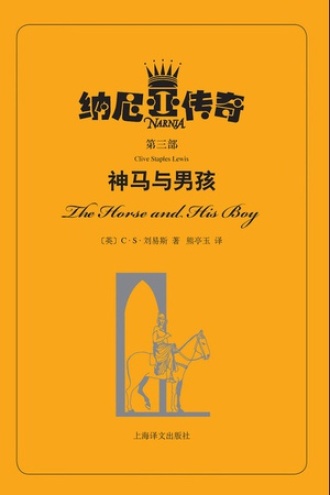 纳尼亚传奇
NARNIA
第三部
Clive Staples Lewis
神马与男孩
The Horse and His Boy
〔英〕C·S·刘易斯 著 熊亭玉 译
上海译文出版社